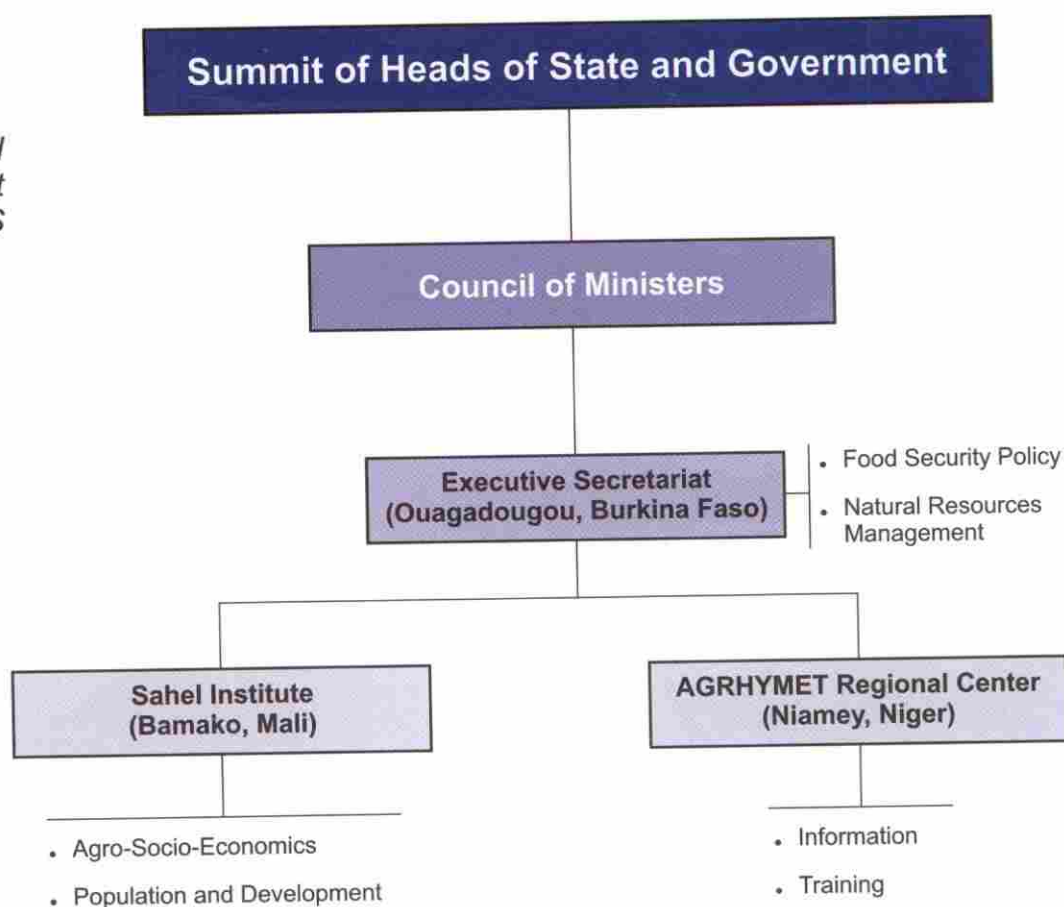 Summit of Heads of State and Government
Council of Ministers
Executive Secretariat
(Ouagadougou, Burkina Faso)
• Food Security Policy
• Natural Resources
Management
Sahel Institute
(Bamako, Mali)
• Agro-Socio-Economics
• Population and Development
AGRHYMET Regional Center
(Niamey, Niger)
• Information
• Training